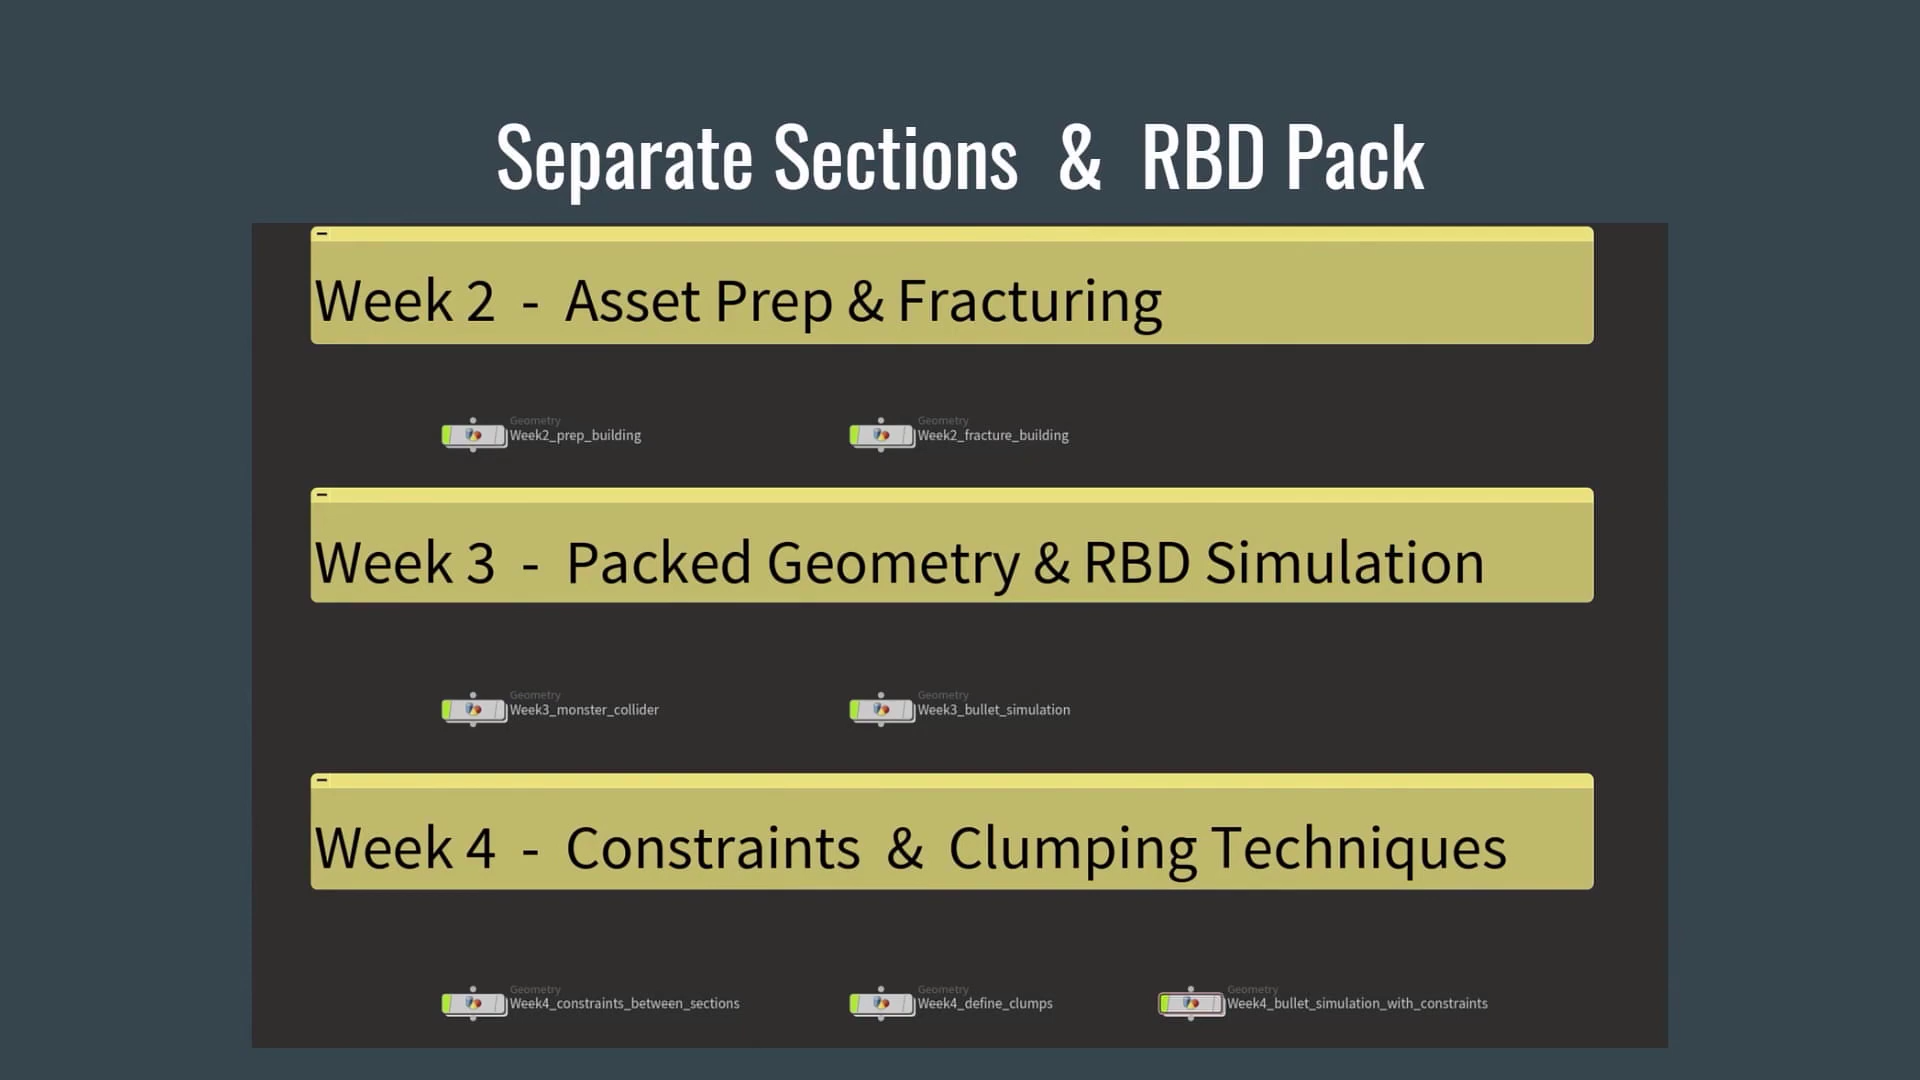 Separate Sections & RBD Pack
Week 2 - Asset Prep & Fracturing
Geometry
Week2_prep_building
Geometry
Week2_fracture_building
Week 3 - Packed Geometry & RBD Simulation
Geometry
Week3_monster_collider
Geometry
Week3_bullet_simulation
Week 4 - Constraints & Clumping Techniques
Geometry
Week4_constraints_between_sections
Geometry
Week4_define_clumps
Geometry
Week4_bullet_simulation_with_constraints